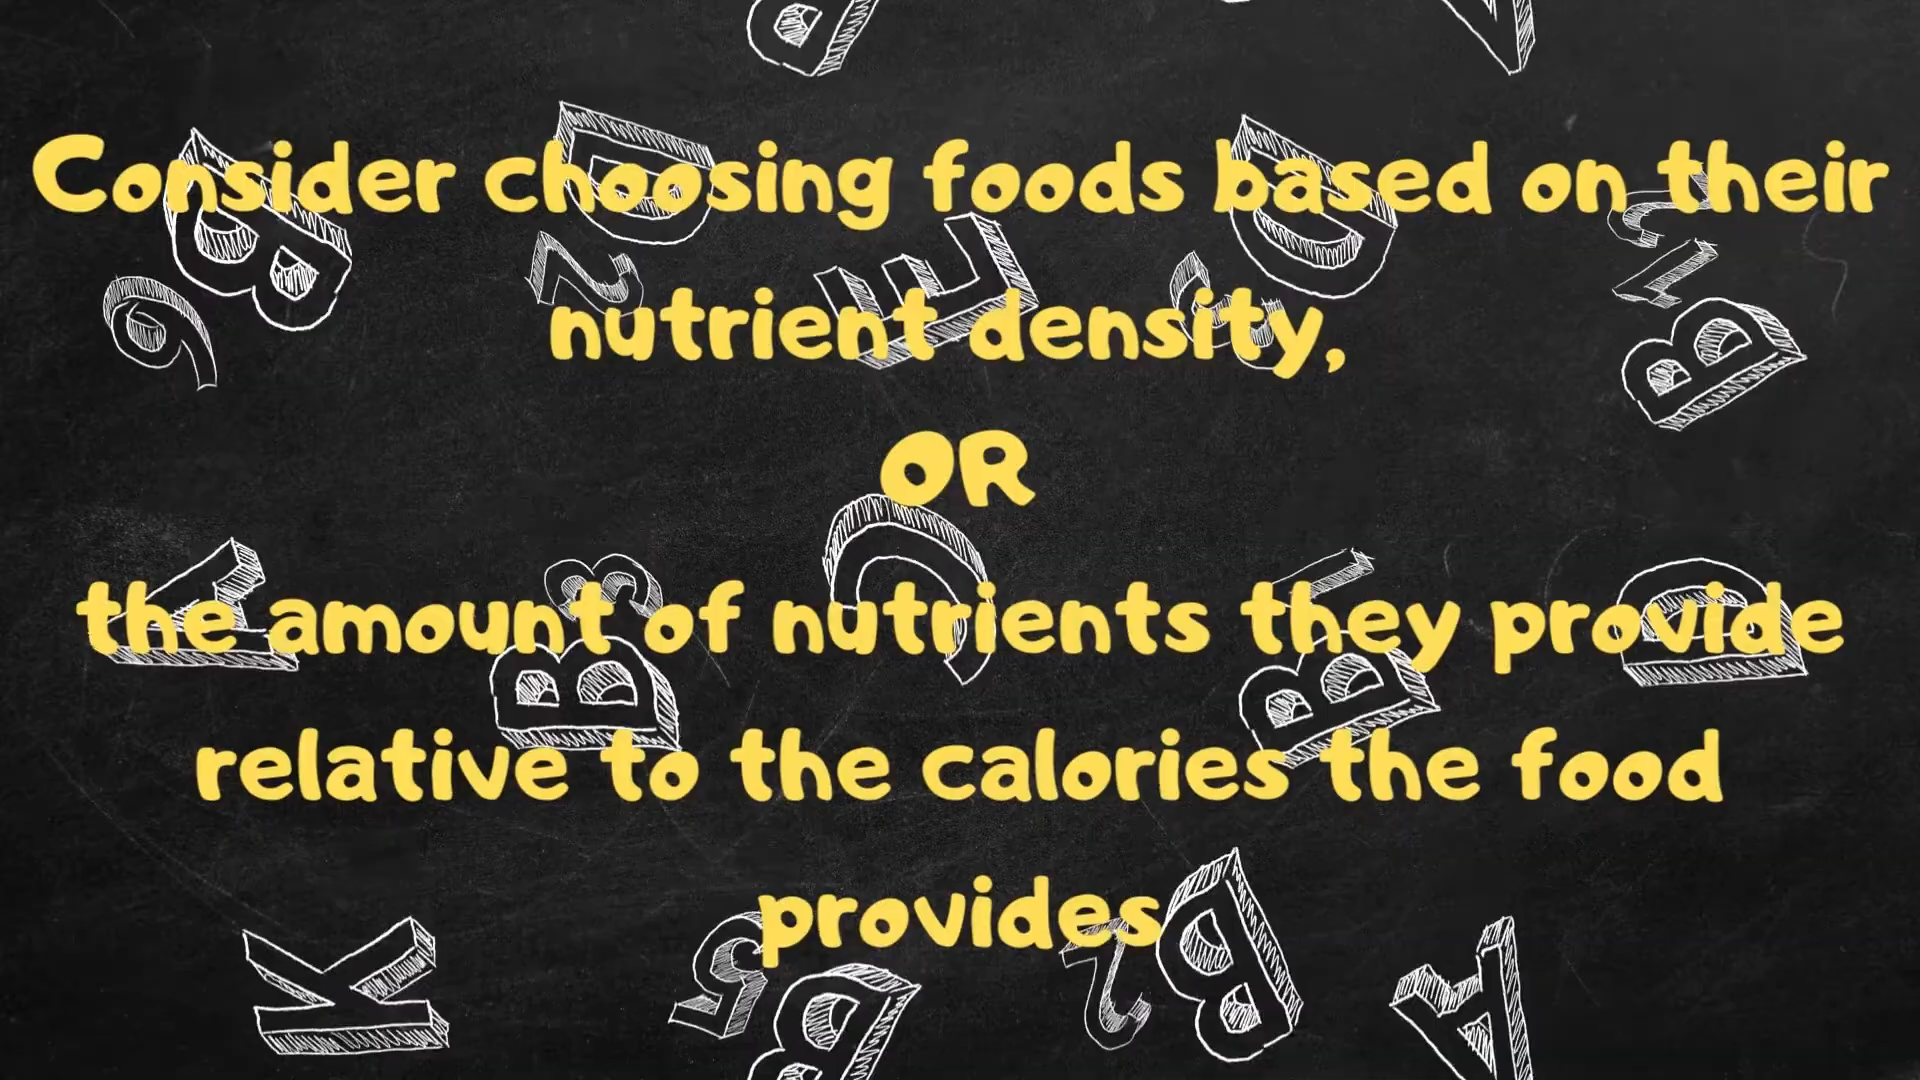 Consider choosing foods based on their
nutrient density,
OR
the amount of nutrients they provide
relative to the calories the food
provides